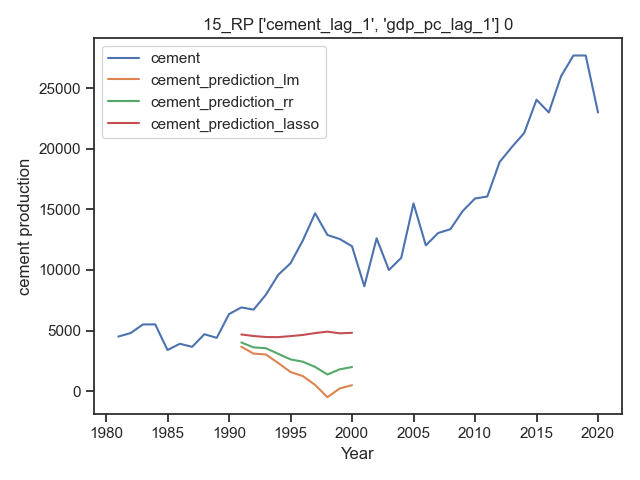 15_RP ['cement_lag_1', 'gdp_pc_lag_1'] 0
cement
cement_prediction_lm
cement_prediction_rr
cement_prediction_lasso
cement production
25000
20000
15000
10000
5000
0
1980 1985 1990 1995 2000 2005 2010 2015 2020
Year